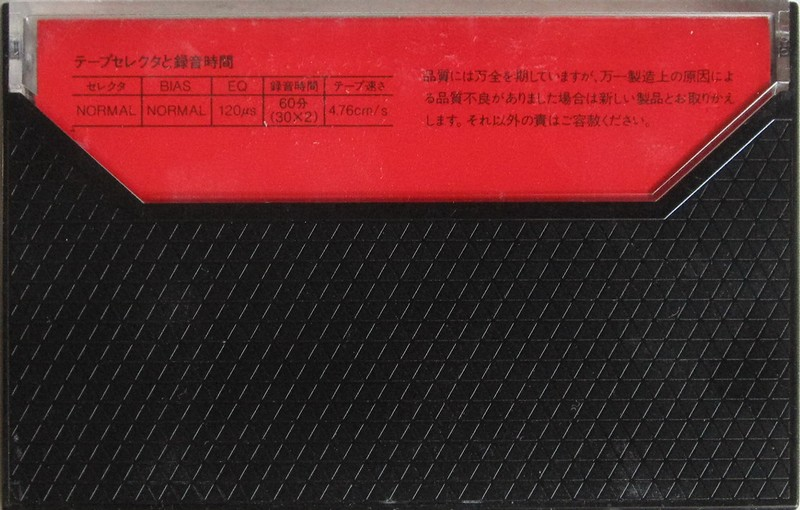 テープセレクタと録音時間
セレクタ BIAS EQ 録音時間 テープ速さ
NORMAL NORMAL 120μs 60分 (30×2) 4.76cm/s
品質には万全を期していますが、万一製造上の原因によ
る品質不良がありました場合は新しい製品とお取りかえ
します。それ以外の責はご容赦ください。